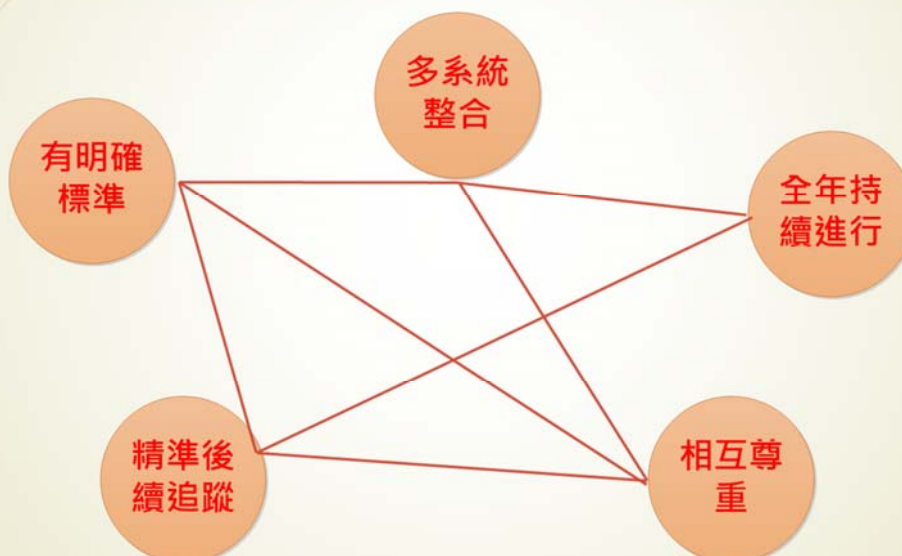 多系統
整合
有明確
標準
全年持
續進行
精準後
續追蹤
相互尊
重